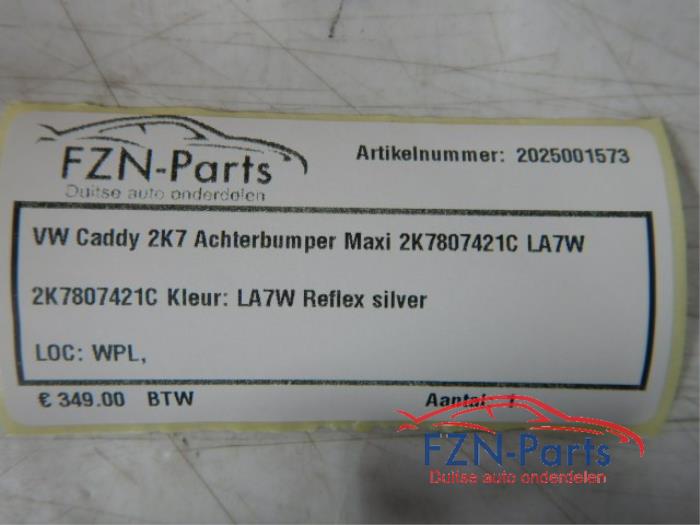 FZN-Parts
Duitse auto onderdelen
Artikelnummer: 2025001573
VW Caddy 2K7 Achterbumper Maxi 2K7807421C LA7W
2K7807421C Kleur: LA7W Reflex silver
LOC: WPL,
€ 349.00 BTW
Aantal: 1
FZN-Parts
Duitse auto onderdelen